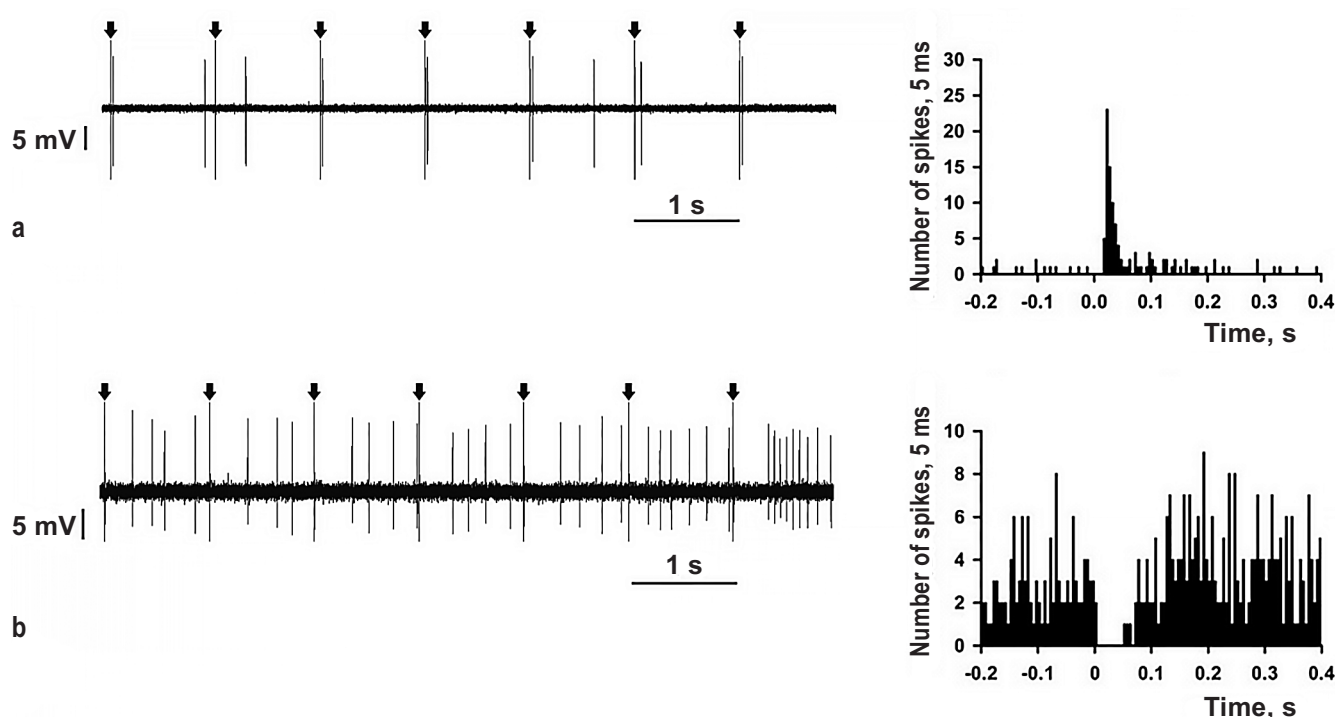 5 mV
1 s
a
Number of spikes, 5 ms
30
25
20
15
10
5
0
-0.2 -0.1 0.0 0.1 0.2 0.3 0.4
Time, s
5 mV
1 s
b
Number of spikes, 5 ms
10
8
6
4
2
0
-0.2 -0.1 0 0.1 0.2 0.3 0.4
Time, s